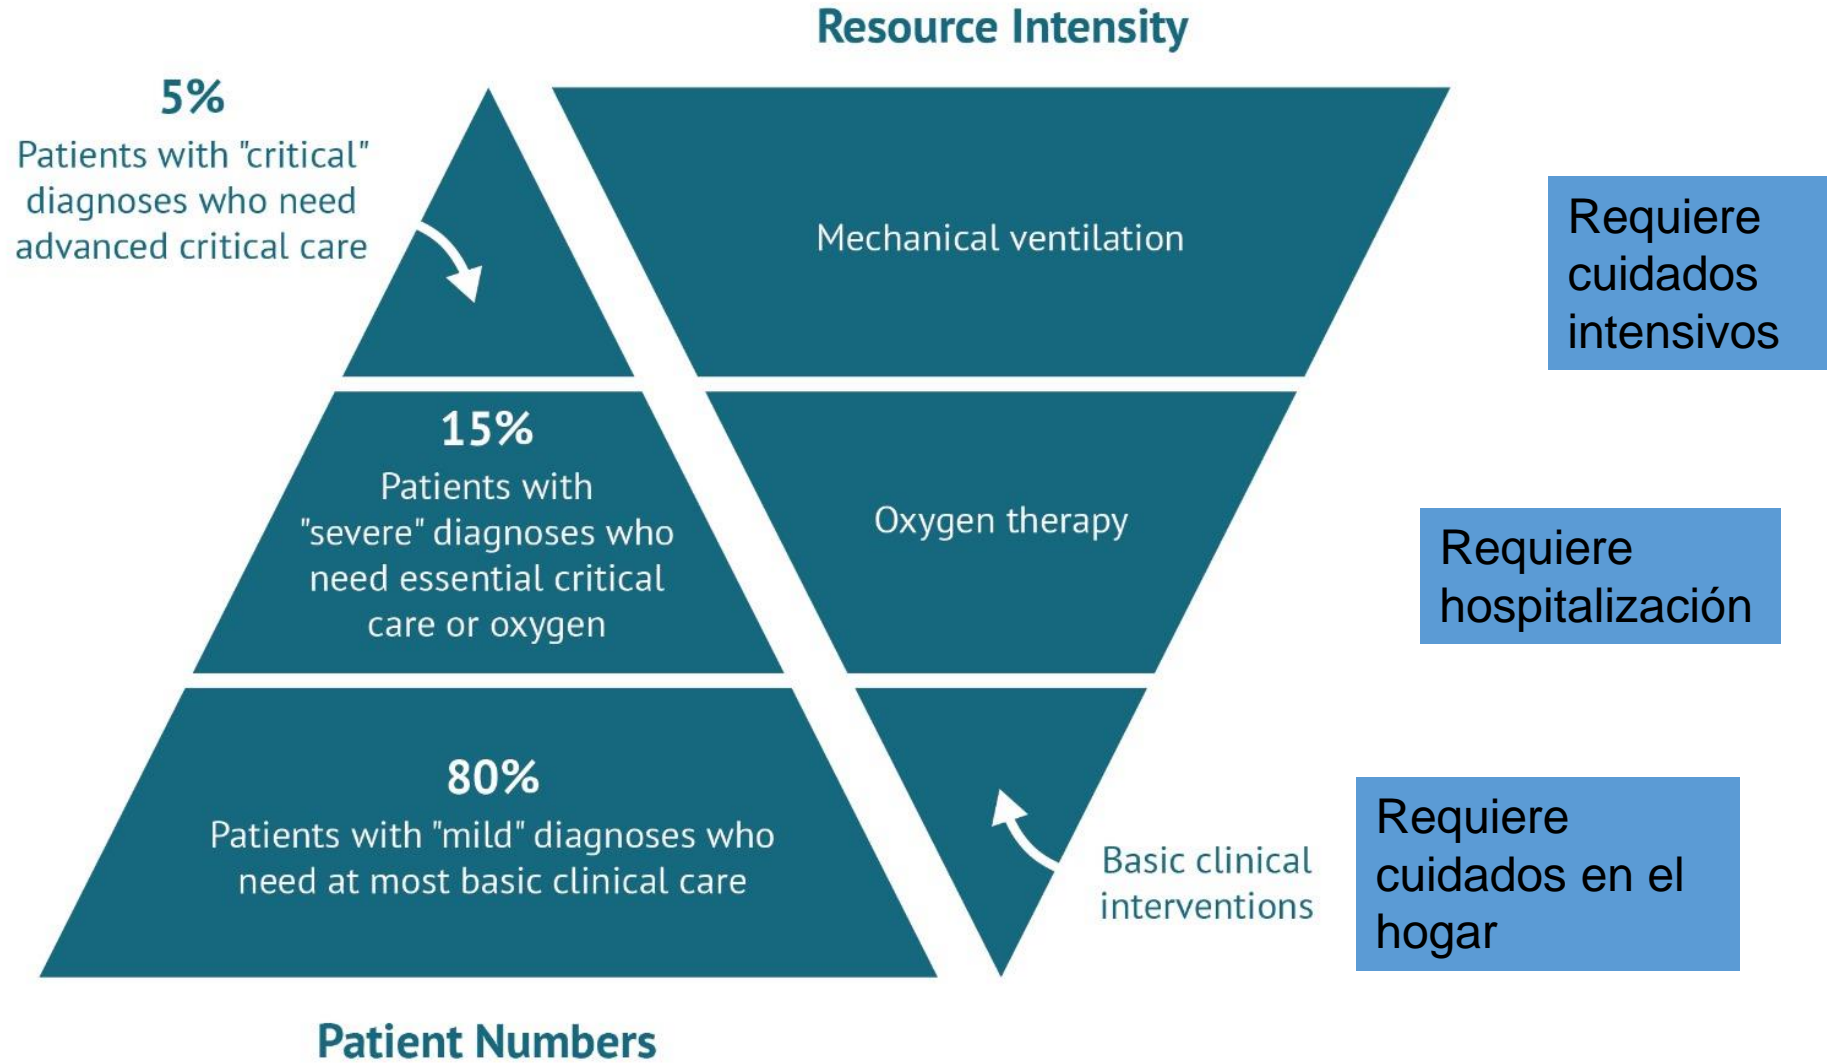 Resource Intensity
5%
Patients with "critical"
diagnoses who need
advanced critical care
Mechanical ventilation
Requiere
cuidados
intensivos
15%
Patients with
"severe" diagnoses who
need essential critical
care or oxygen
Oxygen therapy
Requiere
hospitalización
80%
Patients with "mild" diagnoses who
need at most basic clinical care
Basic clinical
interventions
Requiere
cuidados en el
hogar
Patient Numbers